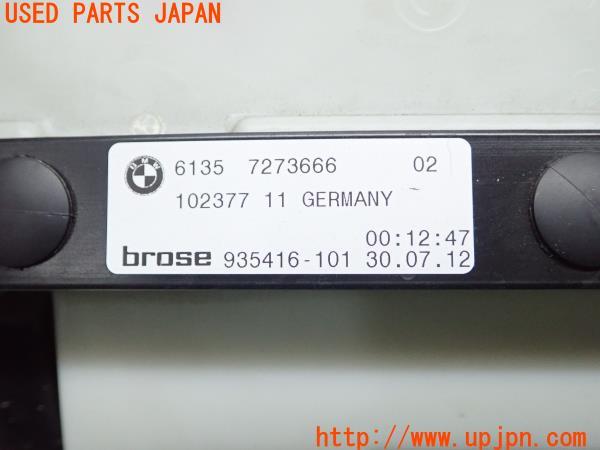 USED PARTS JAPAN
BMW
6135 7273666 02
102377 11 GERMANY
00:12:47
brose 935416-101 30.07.12
http://www.upjpn.com/